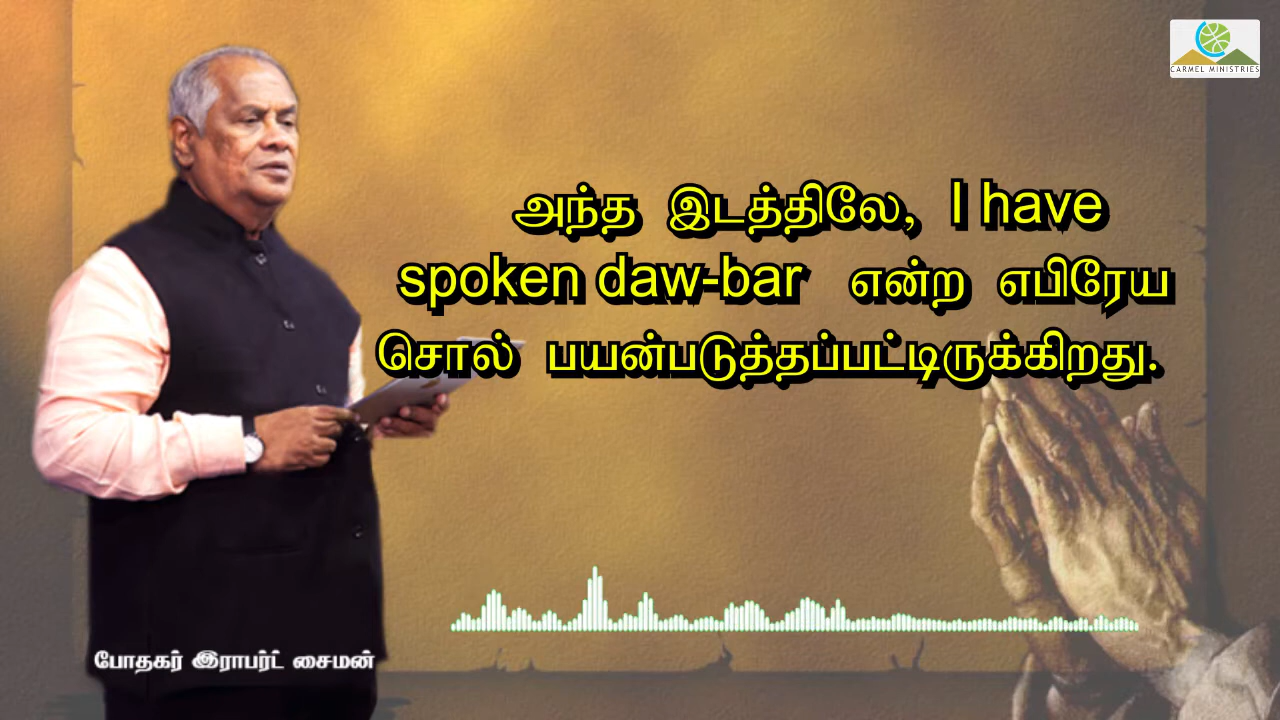 CARMEL MINISTRIES
அந்த இடத்திலே, I have
spoken daw-bar என்ற எபிரேய
சொல் பயன்படுத்தப்பட்டிருக்கிறது.
போதகர் இராபர்ட் சைமன்